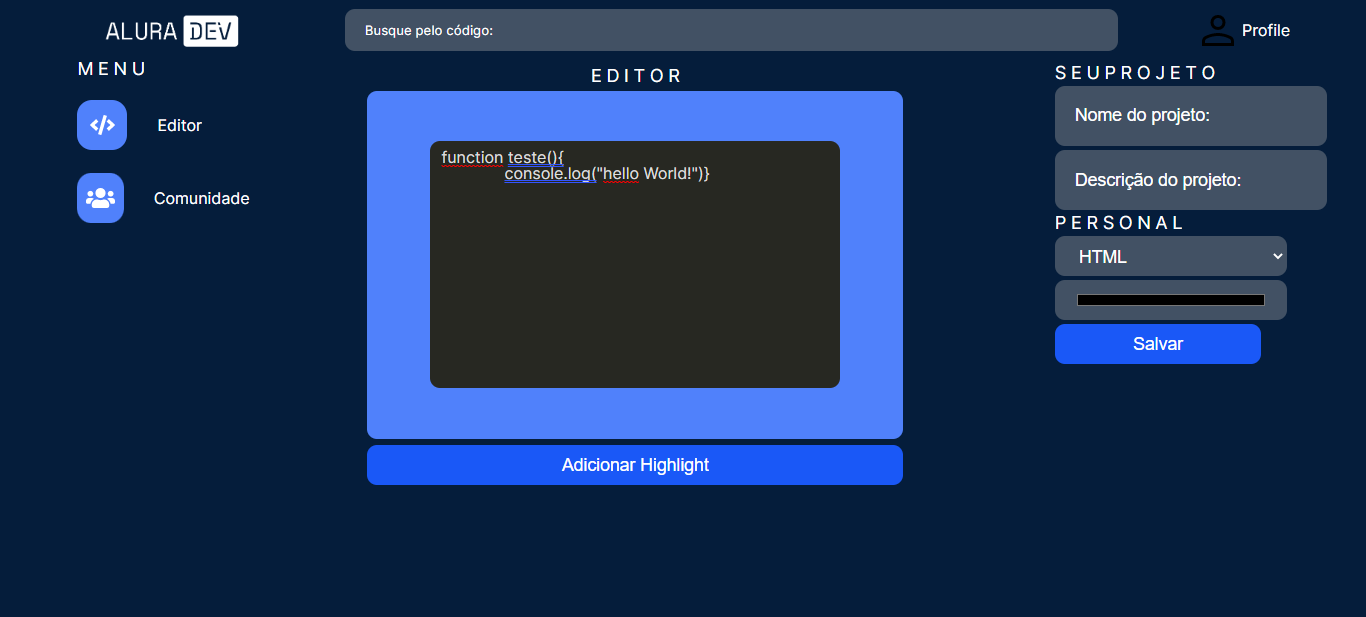 ALURA DEV
Busque pelo código:
Profile
MENU
Editor
Comunidade
EDITOR
function teste(){
console.log("hello World!")}
Adicionar Highlight
SEUPROJETO
Nome do projeto:
Descrição do projeto:
PERSONAL
HTML
Salvar